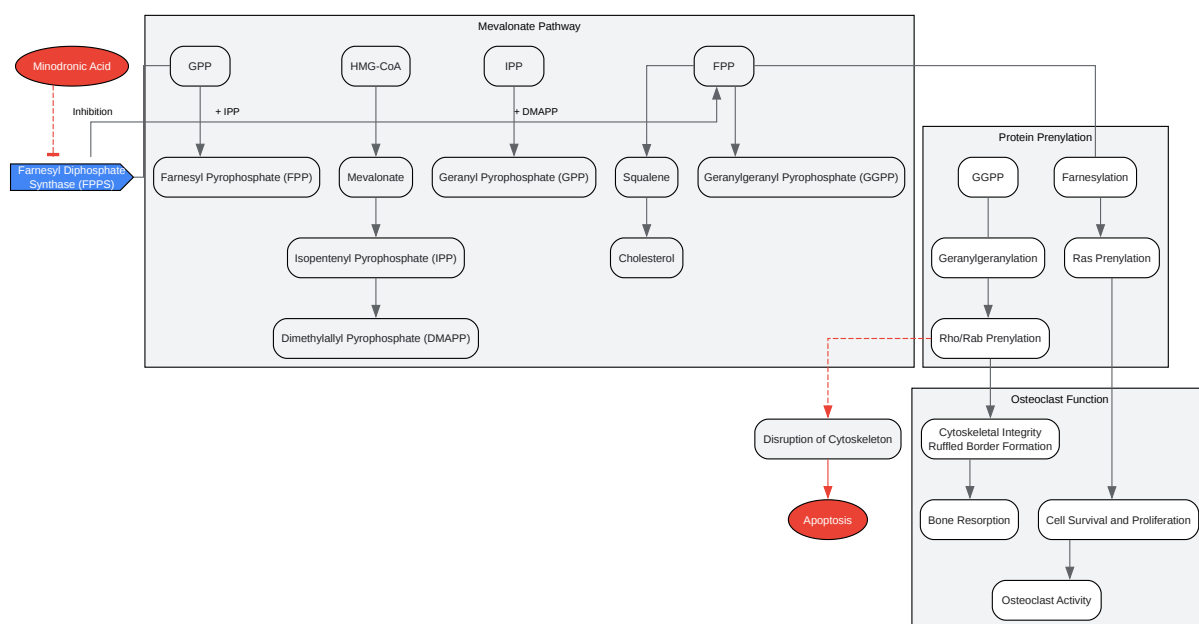 Mevalonate Pathway
Minodronic Acid
GPP
HMG-CoA
IPP
FPP
Inhibition
+ IPP
+ DMAPP
Protein Prenylation
Farnesyl Diphosphate
Synthase (FPPS)
Farnesyl Pyrophosphate (FPP)
Mevalonate
Geranyl Pyrophosphate (GPP)
Squalene
Geranylgeranyl Pyrophosphate (GGPP)
GGPP
Farnesylation
Isopentenyl Pyrophosphate (IPP)
Cholesterol
Geranylgeranylation
Ras Prenylation
Dimethylallyl Pyrophosphate (DMAPP)
Rho/Rab Prenylation
Osteoclast Function
Disruption of Cytoskeleton
Cytoskeletal Integrity
Ruffled Border Formation
Apoptosis
Bone Resorption
Cell Survival and Proliferation
Osteoclast Activity